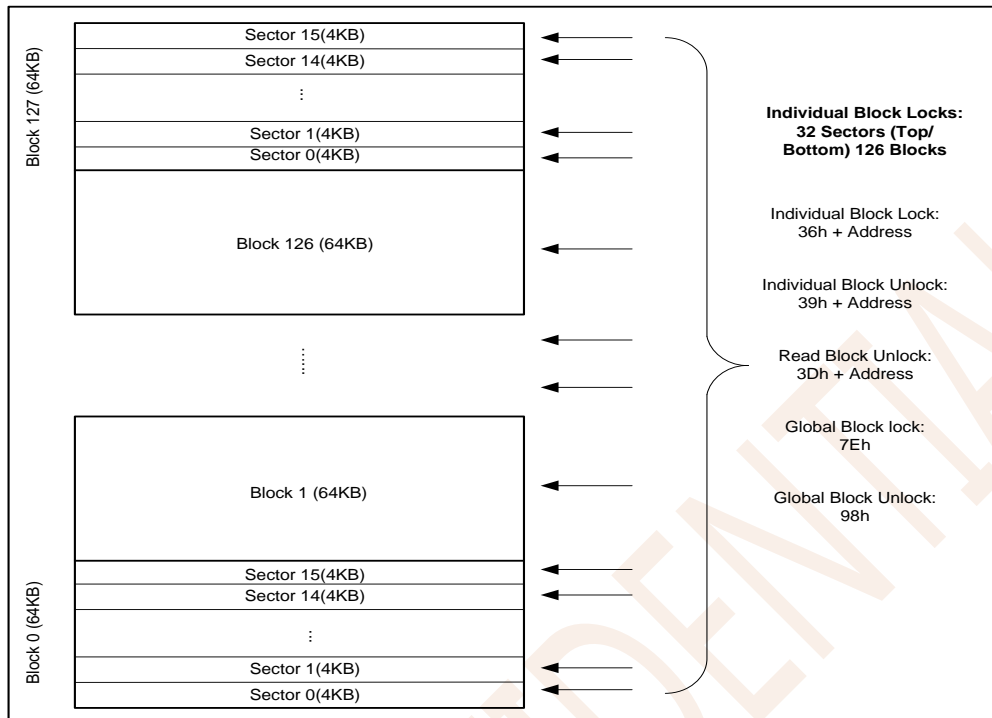 Block 127 (64KB)
Sector 15(4KB)
Sector 14(4KB)
...
Sector 1(4KB)
Sector 0(4KB)
Block 126 (64KB)
......
Block 1 (64KB)
Block 0 (64KB)
Sector 15(4KB)
Sector 14(4KB)
...
Sector 1(4KB)
Sector 0(4KB)
Individual Block Locks:
32 Sectors (Top/
Bottom) 126 Blocks
Individual Block Lock:
36h + Address
Individual Block Unlock:
39h + Address
Read Block Unlock:
3Dh + Address
Global Block lock:
7Eh
Global Block Unlock:
98h